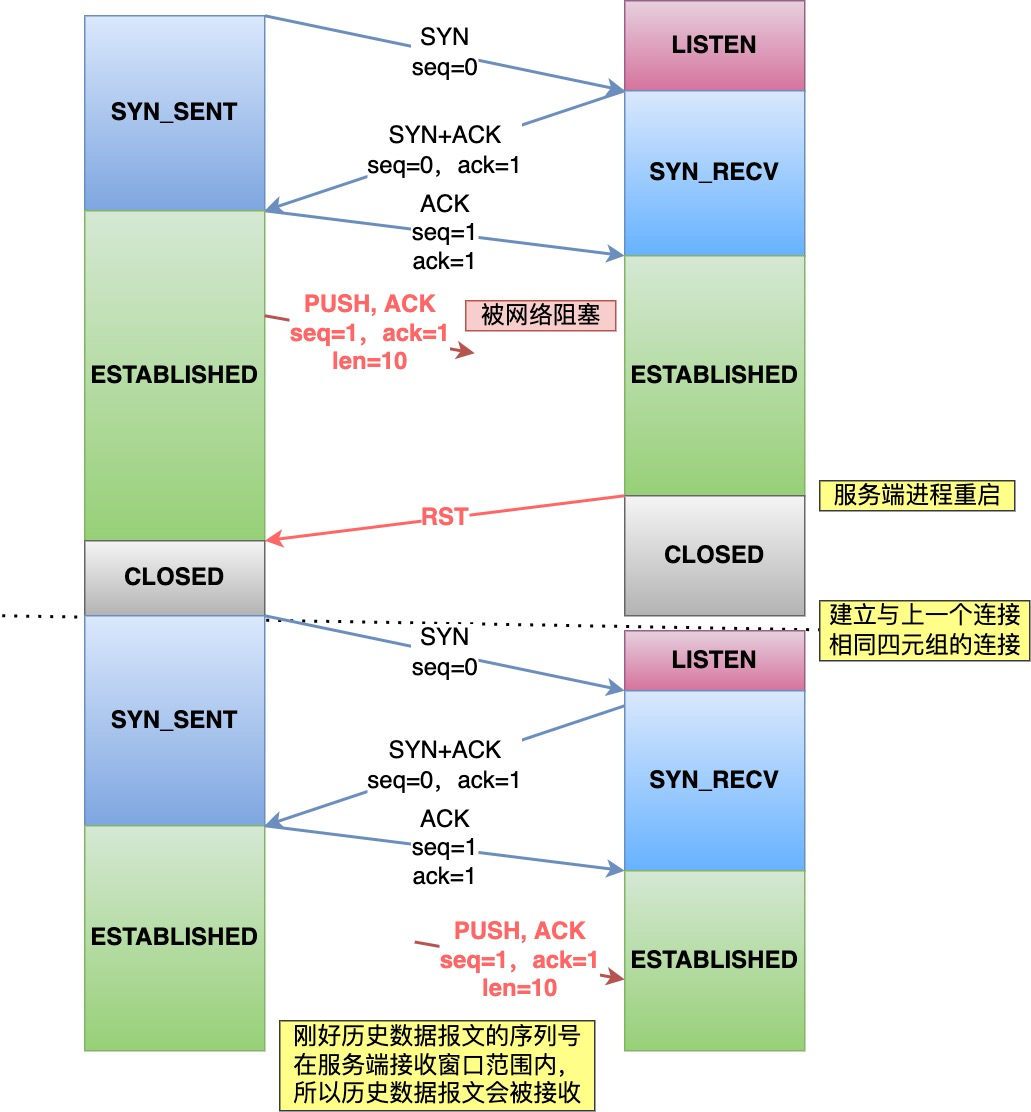 SYN
seq=0
LISTEN
SYN_SENT
SYN+ACK
seq=0，ack=1
SYN_RECV
ACK
seq=1
ack=1
PUSH, ACK
seq=1，ack=1
len=10
被网络阻塞
ESTABLISHED
ESTABLISHED
服务端进程重启
RST
CLOSED
CLOSED
建立与上一个连接
相同四元组的连接
SYN
seq=0
LISTEN
SYN_SENT
SYN+ACK
seq=0，ack=1
SYN_RECV
ACK
seq=1
ack=1
PUSH, ACK
seq=1，ack=1
len=10
ESTABLISHED
ESTABLISHED
刚好历史数据报文的序列号
在服务端接收窗口范围内，
所以历史数据报文会被接收